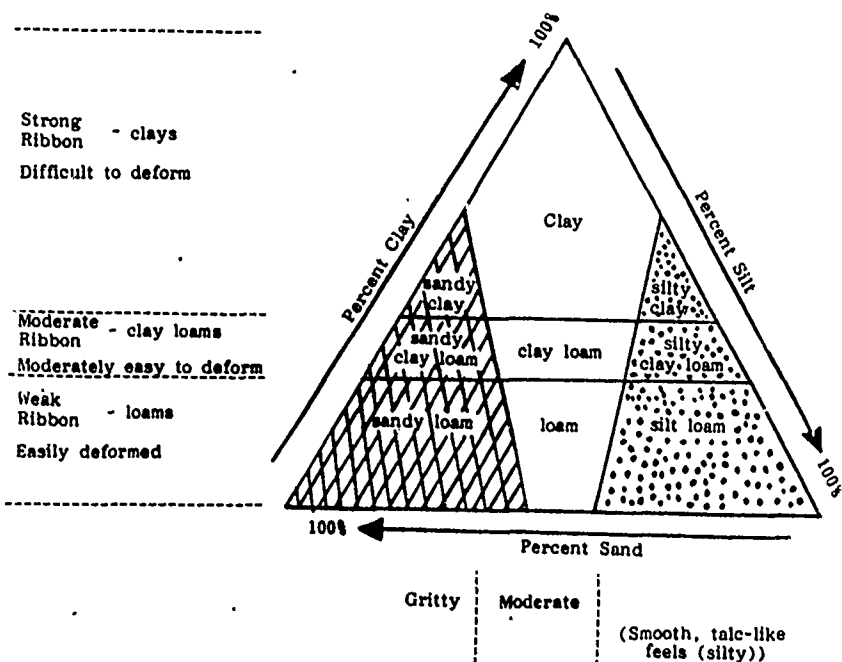 100%
Strong
Ribbon - clays
Difficult to deform
Percent Clay
Clay
Percent Silt
sandy
clay
silty
clay
Moderate
Ribbon - clay loams
Moderately easy to deform
sandy
clay loam
clay loam
silty
clay loam
Weak
Ribbon - loams
Easily deformed
sandy loam
loam
silt loam
100%
100%
Percent Sand
Gritty
Moderate
(Smooth, talc-like
feels (silty))